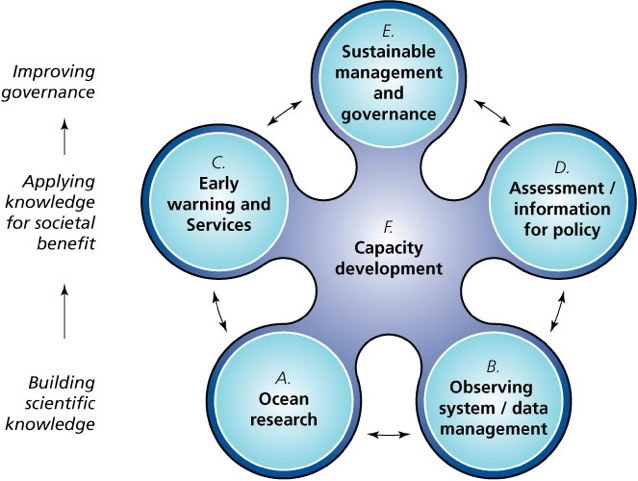 Improving
governance
Applying
knowledge
for societal
benefit
Building
scientific
knowledge
E.
Sustainable
management
and
governance
C.
Early
warning and
Services
D.
Assessment /
information
for policy
F.
Capacity
development
A.
Ocean
research
B.
Observing
system / data
management